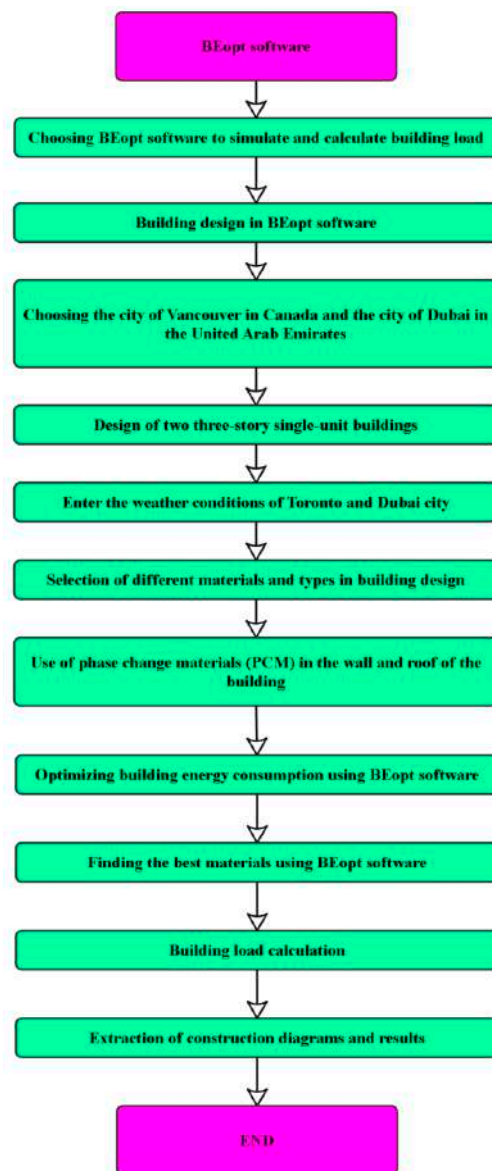 BEopt software
Choosing BEopt software to simulate and calculate building load
Building design in BEopt software
Choosing the city of Vancouver in Canada and the city of Dubai in
the United Arab Emirates
Design of two three-story single-unit buildings
Enter the weather conditions of Toronto and Dubai city
Selection of different materials and types in building design
Use of phase change materials (PCM) in the wall and roof of the
building
Optimizing building energy consumption using BEopt software
Finding the best materials using BEopt software
Building load calculation
Extraction of construction diagrams and results
END